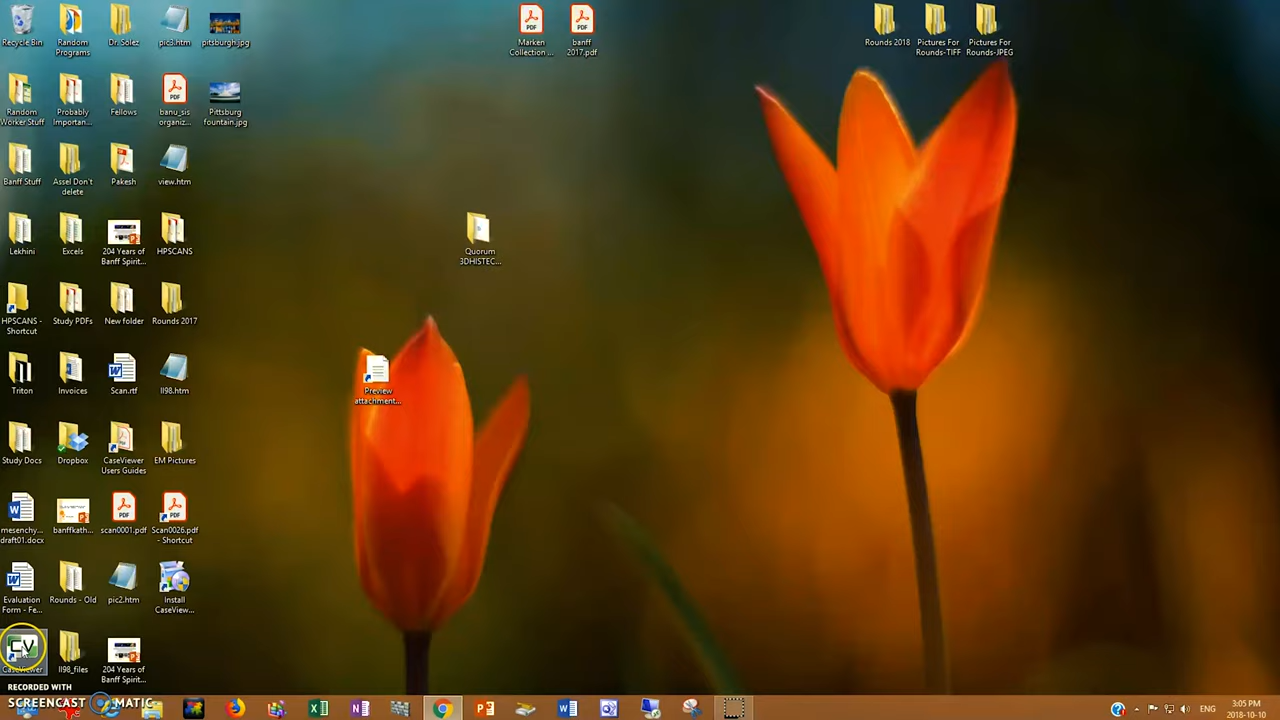 Recycle Bin
Random
Programs
Dr. Solez
pic3.htm
pitsburgh.jpg
Marken
Collection ...
banff
2017.pdf
Rounds 2018
Pictures For
Rounds-TIFF
Pictures For
Rounds-JPEG
Random
Worker Stuff
Probably
Importan...
Fellows
banu_sis
organiz...
Pittsburg
fountain.jpg
Banff Stuff
Assel Don't
delete
Pakesh
view.htm
Lekhini
Excels
204 Years of
Banff Spirit...
HPSCANS
Quorum
3DHISTEC...
HPSCANS -
Shortcut
Study PDFs
New folder
Rounds 2017
Triton
Invoices
Scan.rtf
ll98.htm
Preview
attachment...
Study Docs
Dropbox
CaseViewer
Users Guides
EM Pictures
mesenchy...
draft01.docx
banffkath...
scan0001.pdf
Scan0026.pdf
- Shortcut
Evaluation
Form - Fe...
Rounds - Old
pic2.htm
Install
CaseView...
CV
CaseViewer
ll98_files
204 Years of
Banff Spirit...
RECORDED WITH
SCREENCAST MATIC
ENG
3:05 PM
2018-10-10